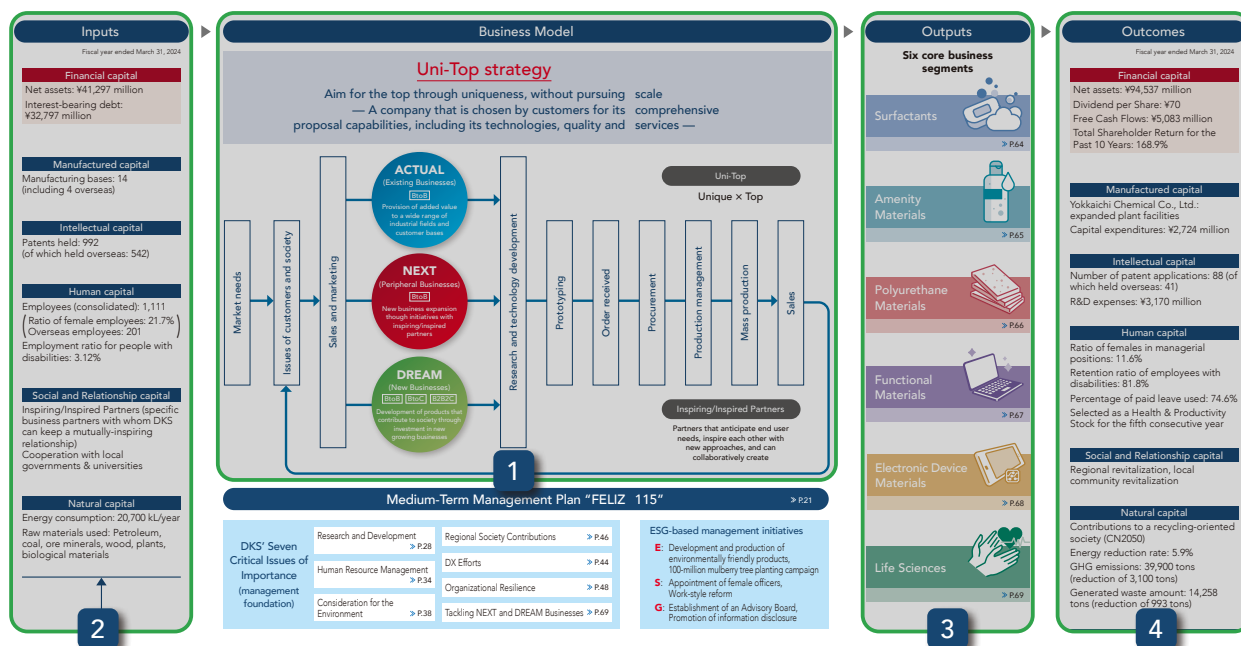 Inputs
Fiscal year ended March 31, 2024
Financial capital
Net assets: ¥41,297 million
Interest-bearing debt:
¥32,797 million
Manufactured capital
Manufacturing bases: 14
(including 4 overseas)
Intellectual capital
Patents held: 992
(of which held overseas: 542)
Human capital
Employees (consolidated): 1,111
(Ratio of female employees: 21.7%
Overseas employees: 201)
Employment ratio for people with
disabilities: 3.12%
Social and Relationship capital
Inspiring/Inspired Partners (specific
business partners with whom DKS
can keep a mutually-inspiring
relationship)
Cooperation with local
governments & universities
Natural capital
Energy consumption: 20,700 kL/year
Raw materials used: Petroleum,
coal, ore minerals, wood, plants,
biological materials
2
Business Model
Uni-Top strategy
Aim for the top through uniqueness, without pursuing scale
— A company that is chosen by customers for its comprehensive
proposal capabilities, including its technologies, quality and services —
Market needs
Issues of customers and society
Sales and marketing
ACTUAL
(Existing Businesses)
BtoB
Provision of added value
to a wide range of
industrial fields and
customer bases
NEXT
(Peripheral Businesses)
BtoB
New business expansion
though initiatives with
inspiring/inspired
partners
DREAM
(New Businesses)
BtoB BtoC B2B2C
Development of products that
contribute to society through
investment in new
growing businesses
Research and technology development
Prototyping
Order received
Procurement
Production management
Mass production
Sales
Uni-Top
Unique × Top
Inspiring/Inspired Partners
Partners that anticipate end user
needs, inspire each other with
new approaches, and can
collaboratively create
1
Medium-Term Management Plan “FELIZ 115” P.21
DKS’ Seven
Critical Issues of
Importance
(management
foundation)
Research and Development
P.28
Human Resource Management
P.34
Consideration for the
Environment P.38
Regional Society Contributions P.46
DX Efforts P.44
Organizational Resilience P.48
Tackling NEXT and DREAM Businesses P.69
ESG-based management initiatives
E: Development and production of
environmentally friendly products,
100-million mulberry tree planting campaign
S: Appointment of female officers,
Work-style reform
G: Establishment of an Advisory Board,
Promotion of information disclosure
Outputs
Six core business
segments
Surfactants
P.64
Amenity
Materials
P.65
Polyurethane
Materials
P.66
Functional
Materials
P.67
Electronic Device
Materials
P.68
Life Sciences
P.69
3
Outcomes
Fiscal year ended March 31, 2024
Financial capital
Net assets: ¥94,537 million
Dividend per Share: ¥70
Free Cash Flows: ¥5,083 million
Total Shareholder Return for the
Past 10 Years: 168.9%
Manufactured capital
Yokkaichi Chemical Co., Ltd.:
expanded plant facilities
Capital expenditures: ¥2,724 million
Intellectual capital
Number of patent applications: 88 (of
which held overseas: 41)
R&D expenses: ¥3,170 million
Human capital
Ratio of females in managerial
positions: 11.6%
Retention ratio of employees with
disabilities: 81.8%
Percentage of paid leave used: 74.6%
Selected as a Health & Productivity
Stock for the fifth consecutive year
Social and Relationship capital
Regional revitalization, local
community revitalization
Natural capital
Contributions to a recycling-oriented
society (CN2050)
Energy reduction rate: 5.9%
GHG emissions: 39,900 tons
(reduction of 3,100 tons)
Generated waste amount: 14,258
tons (reduction of 993 tons)
4